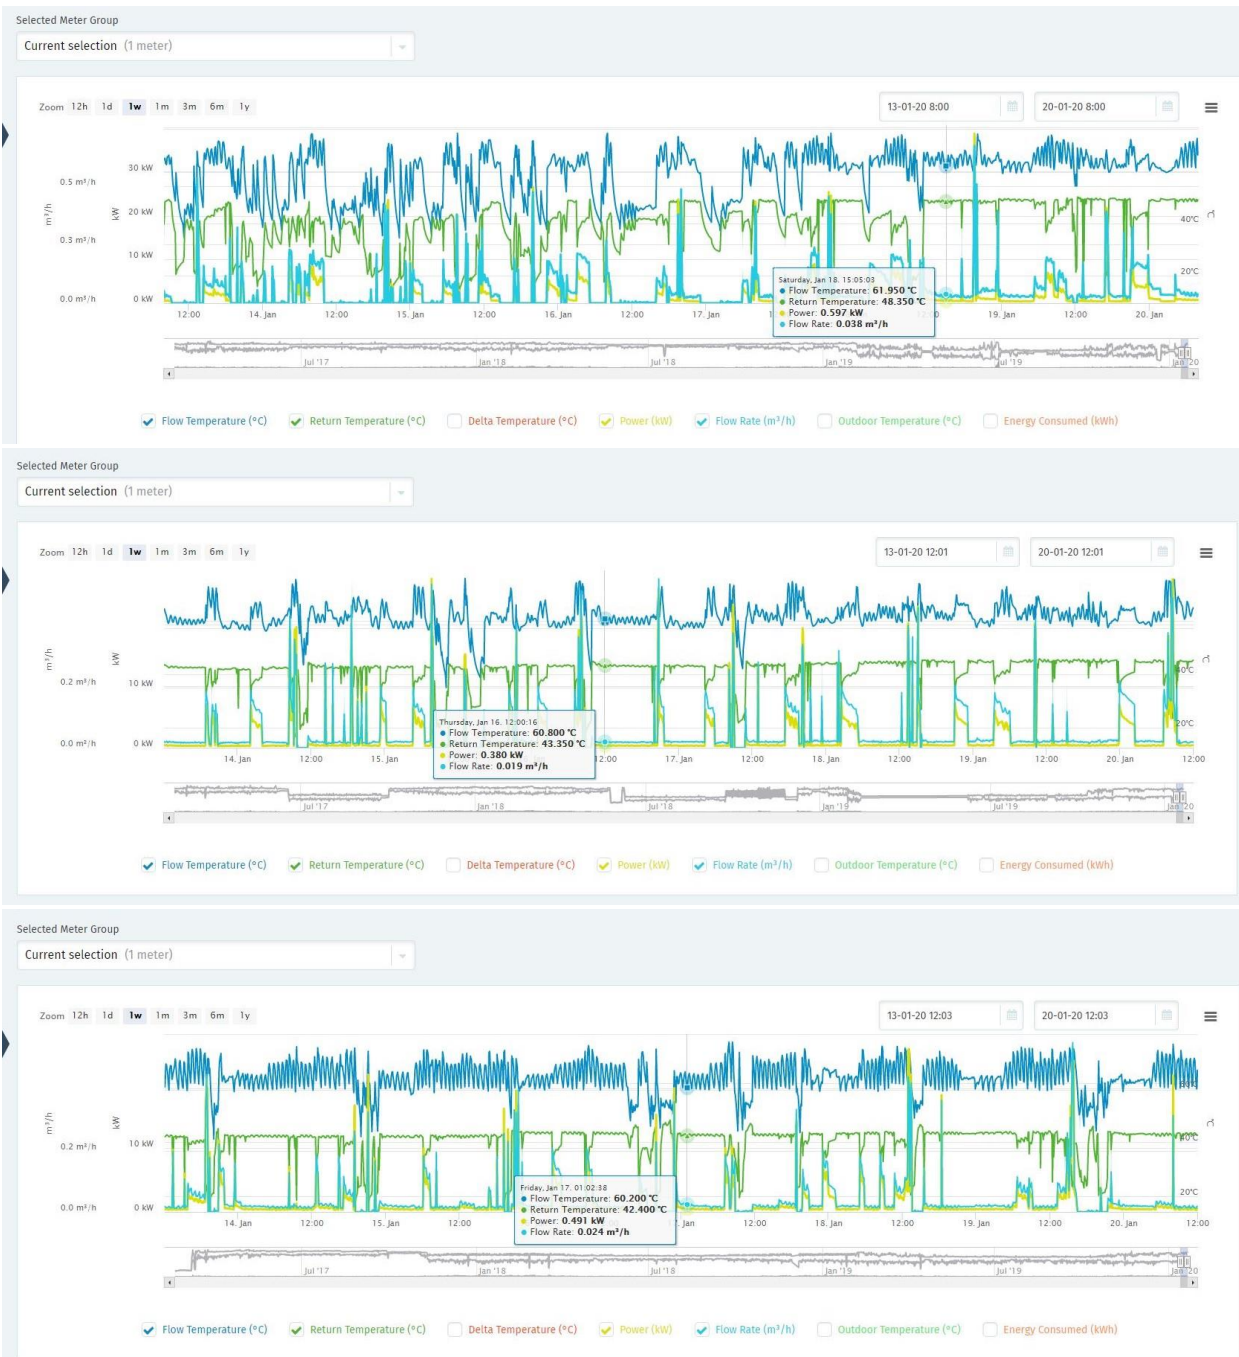 Selected Meter Group
Current selection (1 meter)
Zoom 12h 1d 1w 1m 3m 6m 1y
13-01-20 8:00
20-01-20 8:00
m³/h
0.5 m³/h
0.3 m³/h
0.0 m³/h
kW
30 kW
20 kW
10 kW
0 kW
40°C
20°C
°C
Saturday, Jan 18. 15:05:03
Flow Temperature: 61.950 °C
Return Temperature: 48.350 °C
Power: 0.597 kW
Flow Rate: 0.038 m³/h
12:00 14. Jan 12:00 15. Jan 12:00 16. Jan 12:00 17. Jan 12:00 19. Jan 12:00 20. Jan
Jul '17 Jan '18 Jul '18 Jan '19 Jul '19 Jan '20
Flow Temperature (°C) Return Temperature (°C) Delta Temperature (°C) Power (kW) Flow Rate (m³/h) Outdoor Temperature (°C) Energy Consumed (kWh)
Selected Meter Group
Current selection (1 meter)
Zoom 12h 1d 1w 1m 3m 6m 1y
13-01-20 12:01
20-01-20 12:01
m³/h
0.2 m³/h
0.0 m³/h
kW
10 kW
0 kW
40°C
20°C
°C
Thursday, Jan 16. 12:00:16
Flow Temperature: 60.800 °C
Return Temperature: 43.350 °C
Power: 0.380 kW
Flow Rate: 0.019 m³/h
14. Jan 12:00 15. Jan 12:00 17. Jan 12:00 18. Jan 12:00 19. Jan 12:00 20. Jan 12:00
Jul '17 Jan '18 Jul '18 Jan '19 Jul '19 Jan '20
Flow Temperature (°C) Return Temperature (°C) Delta Temperature (°C) Power (kW) Flow Rate (m³/h) Outdoor Temperature (°C) Energy Consumed (kWh)
Selected Meter Group
Current selection (1 meter)
Zoom 12h 1d 1w 1m 3m 6m 1y
13-01-20 12:03
20-01-20 12:03
m³/h
0.2 m³/h
0.0 m³/h
kW
10 kW
0 kW
60°C
40°C
20°C
°C
Friday, Jan 17. 01:02:38
Flow Temperature: 60.200 °C
Return Temperature: 42.400 °C
Power: 0.491 kW
Flow Rate: 0.024 m³/h
14. Jan 12:00 15. Jan 12:00 Jan 12:00 18. Jan 12:00 19. Jan 12:00 20. Jan 12:00
Jul '17 Jan '18 Jul '18 Jan '19 Jul '19 Jan '20
Flow Temperature (°C) Return Temperature (°C) Delta Temperature (°C) Power (kW) Flow Rate (m³/h) Outdoor Temperature (°C) Energy Consumed (kWh)